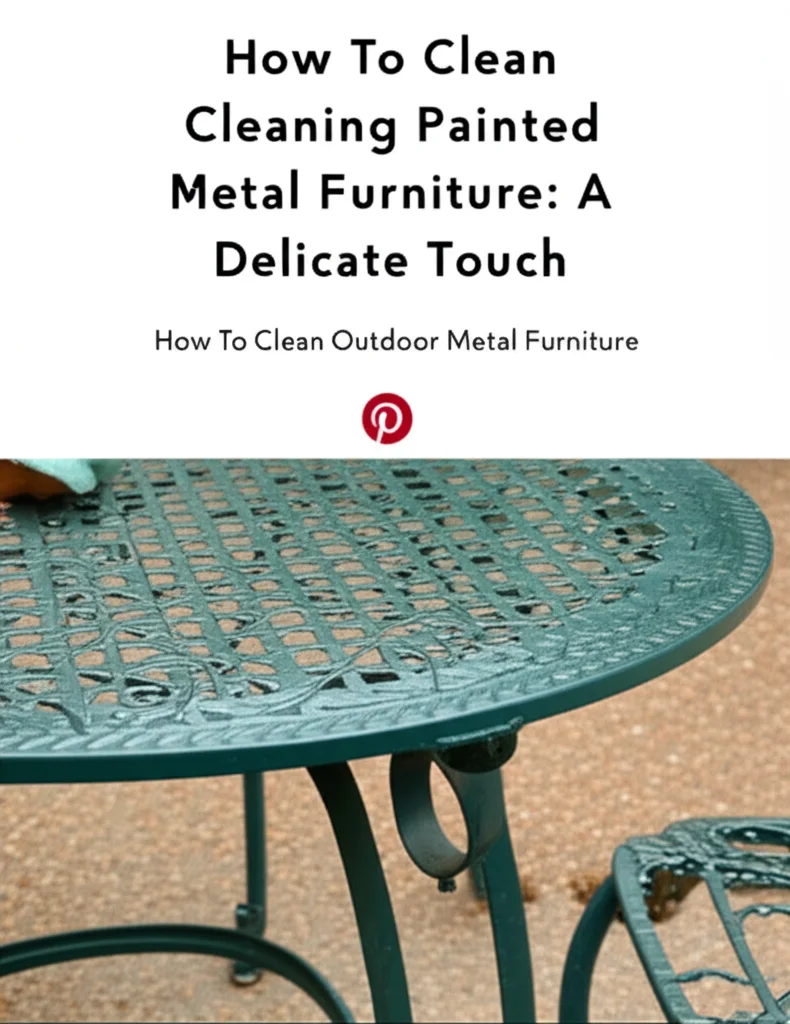 How To Clean
Cleaning Painted
Metal Furniture: A
Delicate Touch
How To Clean Outdoor Metal Furniture